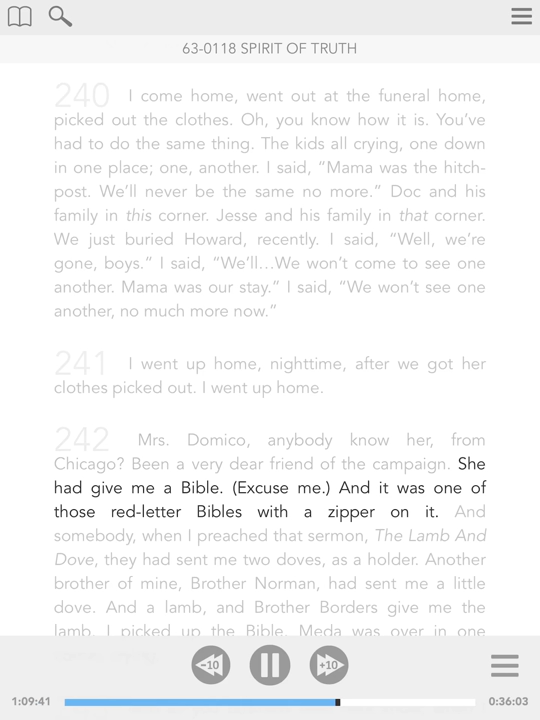 63-0118 SPIRIT OF TRUTH
240 I come home, went out at the funeral home,
picked out the clothes. Oh, you know how it is. You’ve
had to do the same thing. The kids all crying, one down
in one place; one, another. I said, “Mama was the hitch-
post. We’ll never be the same no more.” Doc and his
family in this corner. Jesse and his family in that corner.
We just buried Howard, recently. I said, “Well, we’re
gone, boys.” I said, “We’ll…We won’t come to see one
another. Mama was our stay.” I said, “We won’t see one
another, no much more now.”
241 I went up home, nighttime, after we got her
clothes picked out. I went up home.
242 Mrs. Domico, anybody know her, from
Chicago? Been a very dear friend of the campaign. She
had give me a Bible. (Excuse me.) And it was one of
those red-letter Bibles with a zipper on it. And
somebody, when I preached that sermon, The Lamb And
Dove, they had sent me two doves, as a holder. Another
brother of mine, Brother Norman, had sent me a little
dove. And a lamb, and Brother Borders give me the
lamb. I picked up the Bible. Meda was over in one
-10 +10
1:09:41 0:36:03